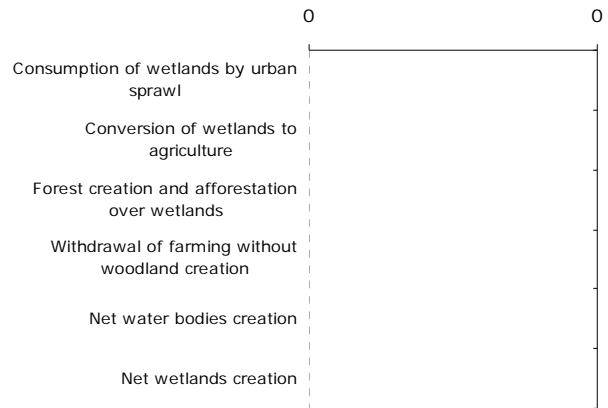 0 0
Consumption of wetlands by urban
sprawl
Conversion of wetlands to
agriculture
Forest creation and afforestation
over wetlands
Withdrawal of farming without
woodland creation
Net water bodies creation
Net wetlands creation